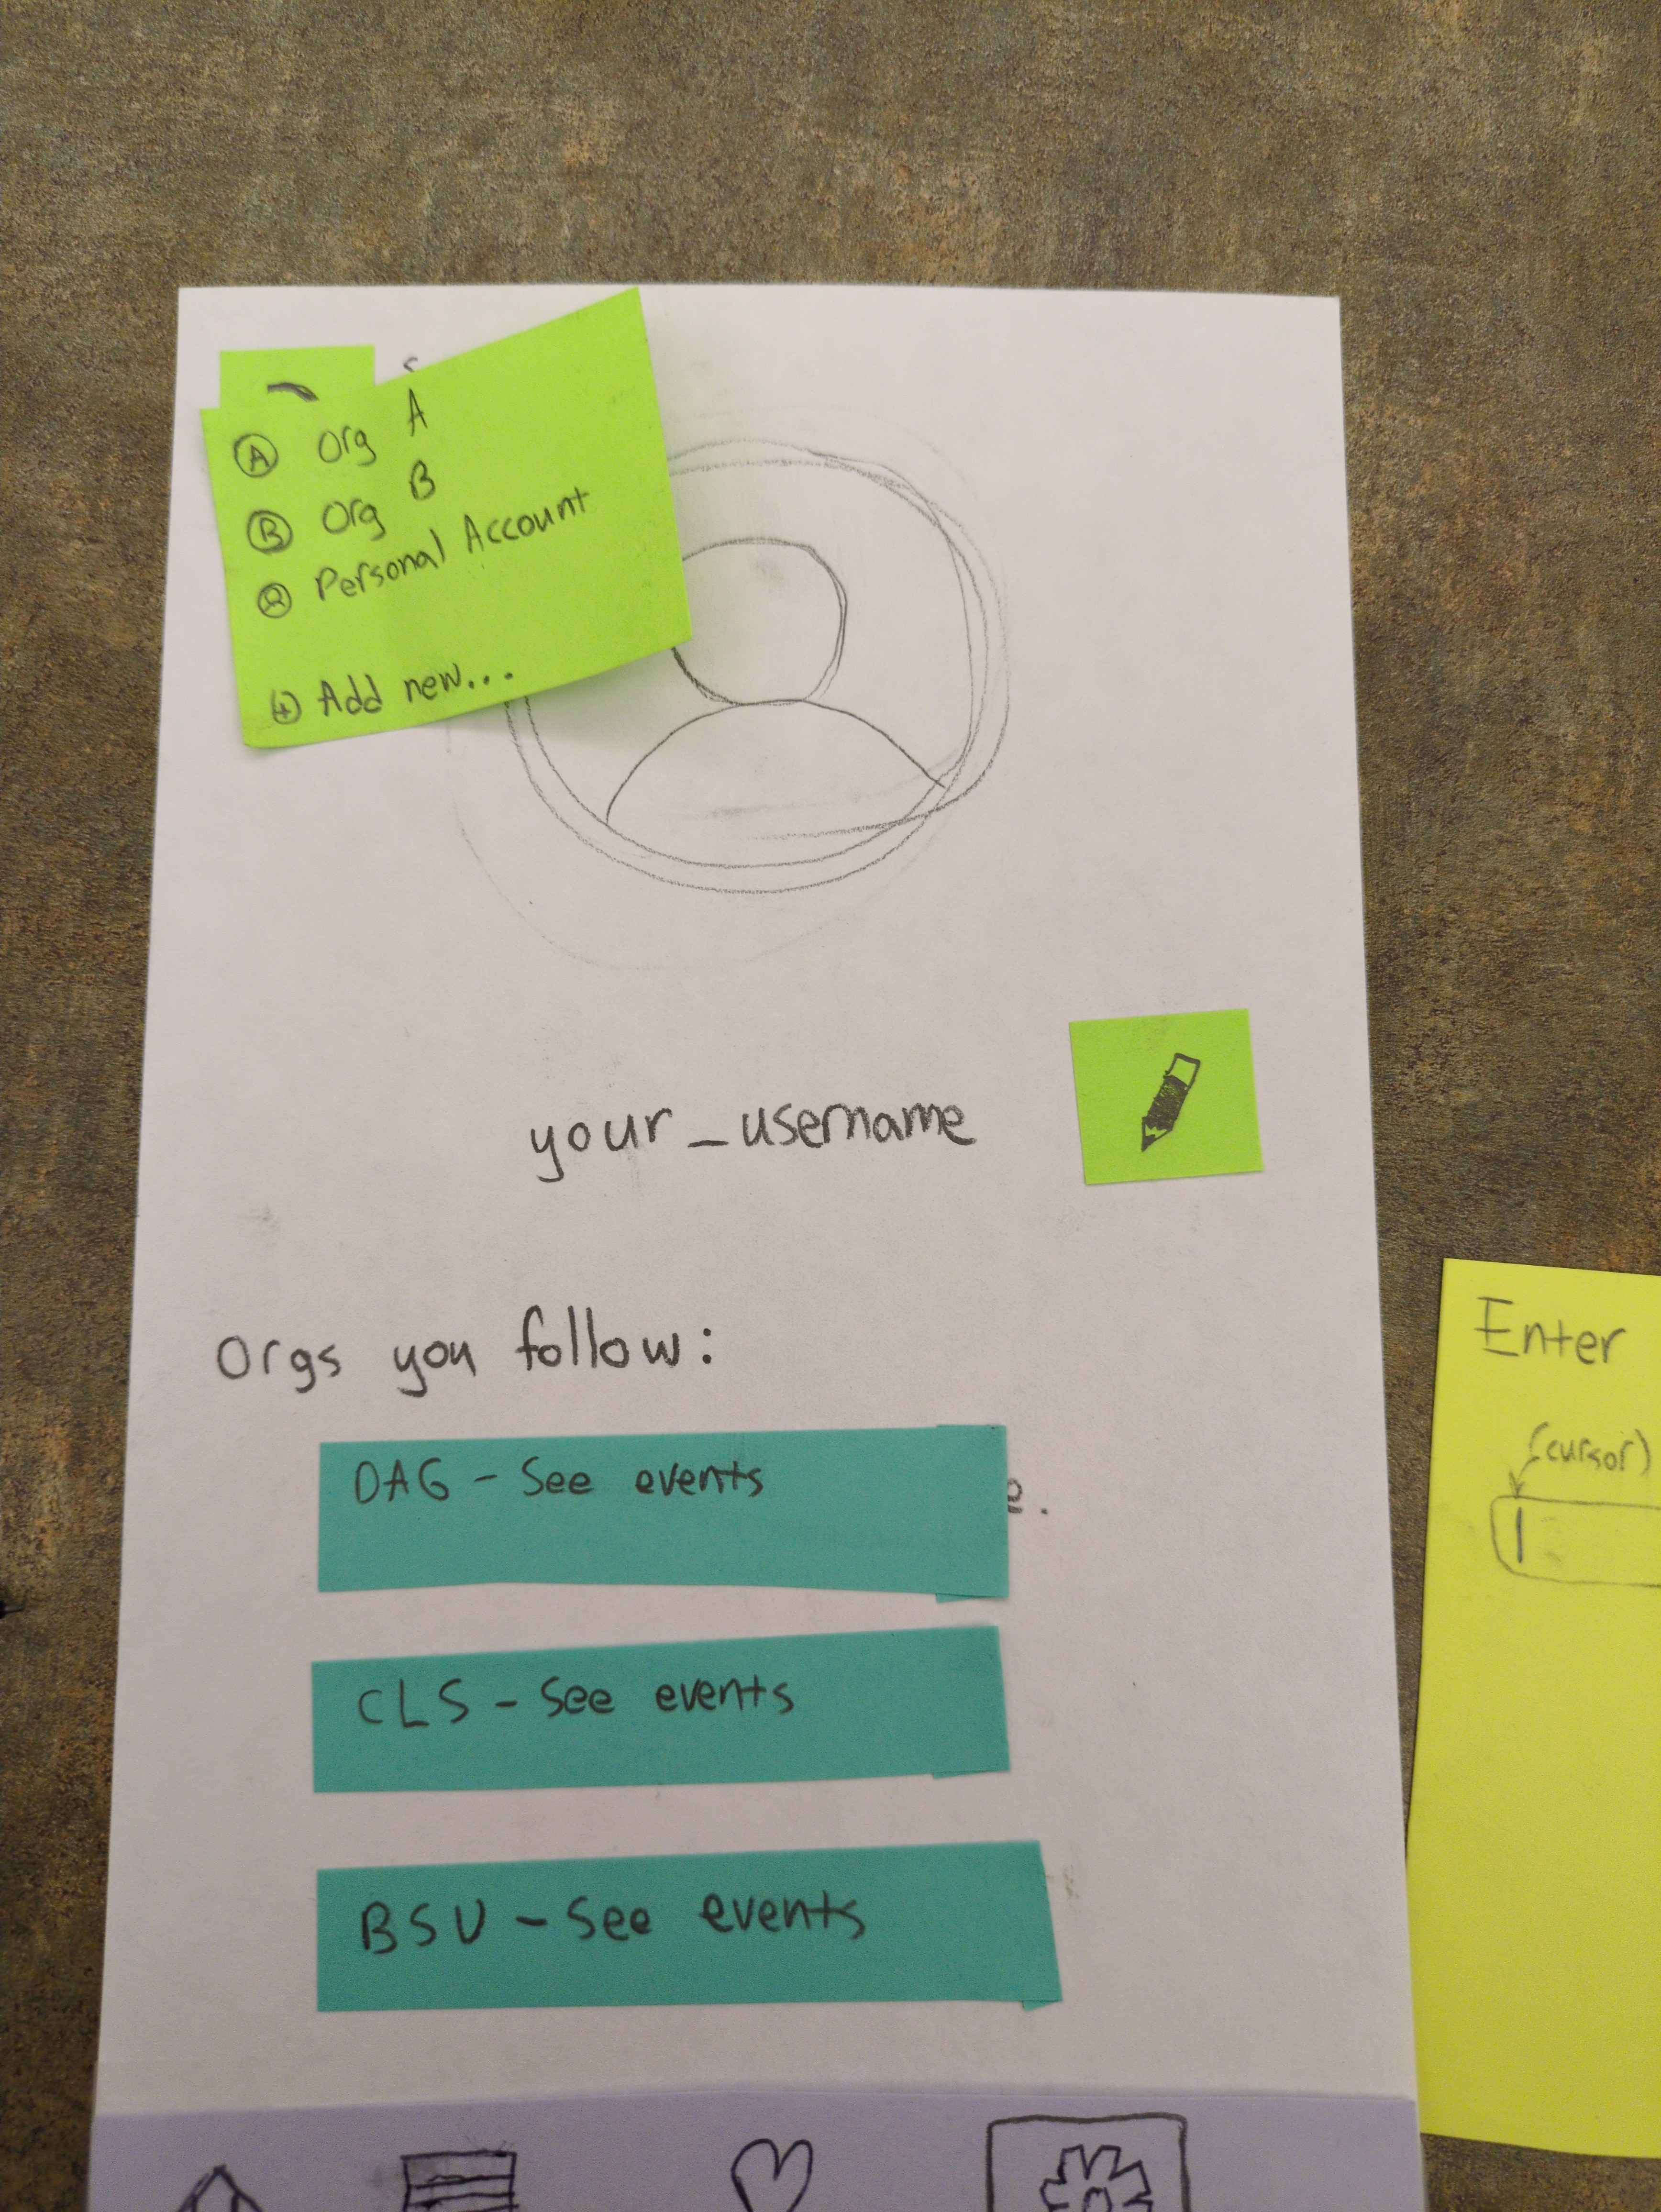 A Org A
B Org B
Personal Account
+ Add new...
your_username
Orgs you follow:
OAG - See events
e.
CLS - See events
BSU - See events
Enter
(cursor)